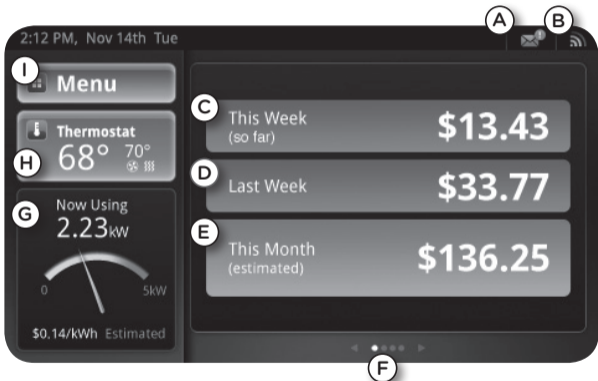 A B
2:12 PM, Nov 14th Tue
I Menu
Thermostat
H 68° 70°
G Now Using
2.23kW
0 5kW
$0.14/kWh Estimated
C This Week $13.43
(so far)
D Last Week $33.77
E This Month $136.25
(estimated)
F